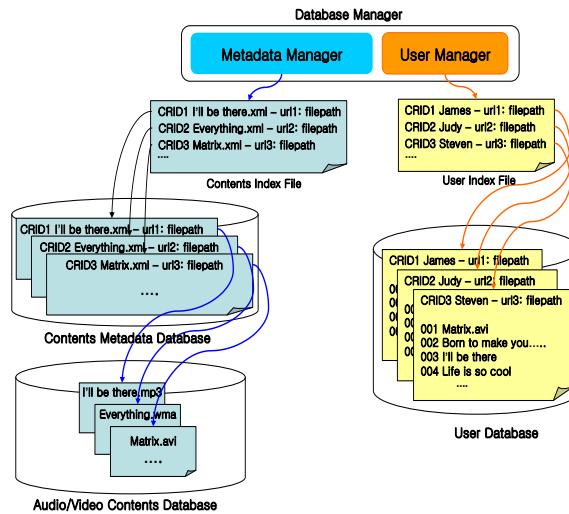 Database Manager
Metadata Manager
User Manager
CRID1 I'll be there.xml – url1: filepath
CRID2 Everything.xml – url2: filepath
CRID3 Matrix.xml – url3: filepath
....
Contents Index File
CRID1 James – url1: filepath
CRID2 Judy – url2: filepath
CRID3 Steven – url3: filepath
....
User Index File
CRID1 I'll be there.xml – url1: filepath
CRID2 Everything.xml – url2: filepath
CRID3 Matrix.xml – url3: filepath
....
Contents Metadata Database
CRID1 James – url1: filepath
CRID2 Judy – url2: filepath
CRID3 Steven – url3: filepath
001 Matrix.avi
002 Born to make you.....
003 I'll be there
004 Life is so cool
....
User Database
I'll be there.mp3
Everything.wma
Matrix.avi
....
Audio/Video Contents Database